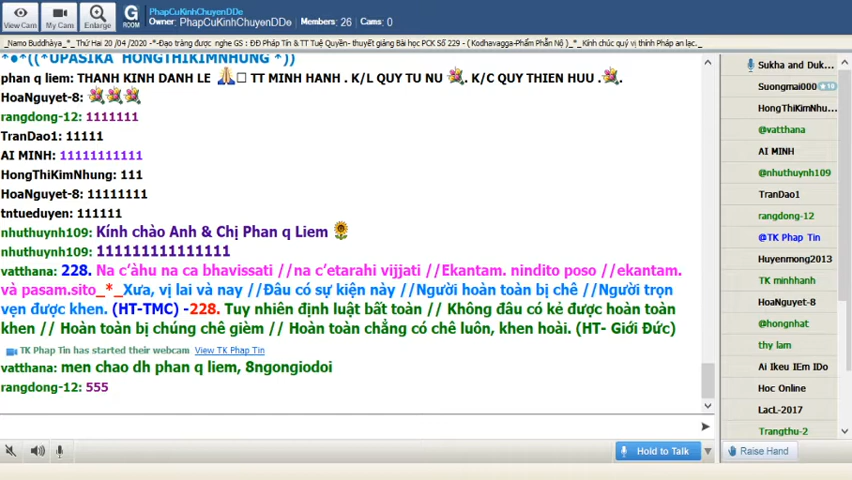 PhapCuKinhChuyenDDe
Owner: PhapCuKinhChuyenDDe Members: 26 Cams: 0
View Cam
My Cam
Enlarge
G ROOM
_Namo Buddhàya_*_ Thứ Hai 20 /04 /2020 -*-Đạo tràng được nghe GS : ĐĐ Pháp Tín & TT Tuệ Quyền- thuyết giảng Bài học PCK Số 229 - ( Kodhavagga-Phẩm Phẫn Nộ )_*_ Kính chúc quý vị thính Pháp an lạc._
*•●*((*UPASIKA HONGTHIKIMNHUNG *))
phan q liem: THANH KINH DANH LE TT MINH HANH . K/L QUY TU NU . K/C QUY THIEN HUU .
HoaNguyet-8:
rangdong-12: 1111111
TranDao1: 11111
AI MINH: 11111111111
HongThiKimNhung: 111
HoaNguyet-8: 11111111
tntueduyen: 111111
nhuthuynh109: Kính chào Anh & Chị Phan q Liem
nhuthuynh109: 111111111111111
vatthana: 228. Na c'àhu na ca bhavissati //na c'etarahi vijjati //Ekantam. nindito poso //ekantam.
và pasam.sito_*_Xưa, vị lai và nay //Đâu có sự kiện này //Người hoàn toàn bị chê //Người trọn
vẹn được khen. (HT-TMC) -228. Tuy nhiên định luật bất toàn // Không đâu có kẻ được hoàn toàn
khen // Hoàn toàn bị chúng chê gièm // Hoàn toàn chẳng có chê luôn, khen hoài. (HT- Giới Đức)
TK Phap Tin has started their webcam View TK Phap Tin
vatthana: men chao dh phan q liem, 8ngongiodoi
rangdong-12: 555
Hold to Talk
Sukha and Duk...
Suongmai000 10
HongThiKimNhu...
@vatthana
AI MINH
@nhuthuynh109
TranDao1
rangdong-12
@TK Phap Tin
Huyenmong2013
TK minhhanh
HoaNguyet-8
@hongnhat
thy lam
Ai Ikeu IEm IDo
Hoc Online
LacL-2017
Trangthu-2
Raise Hand